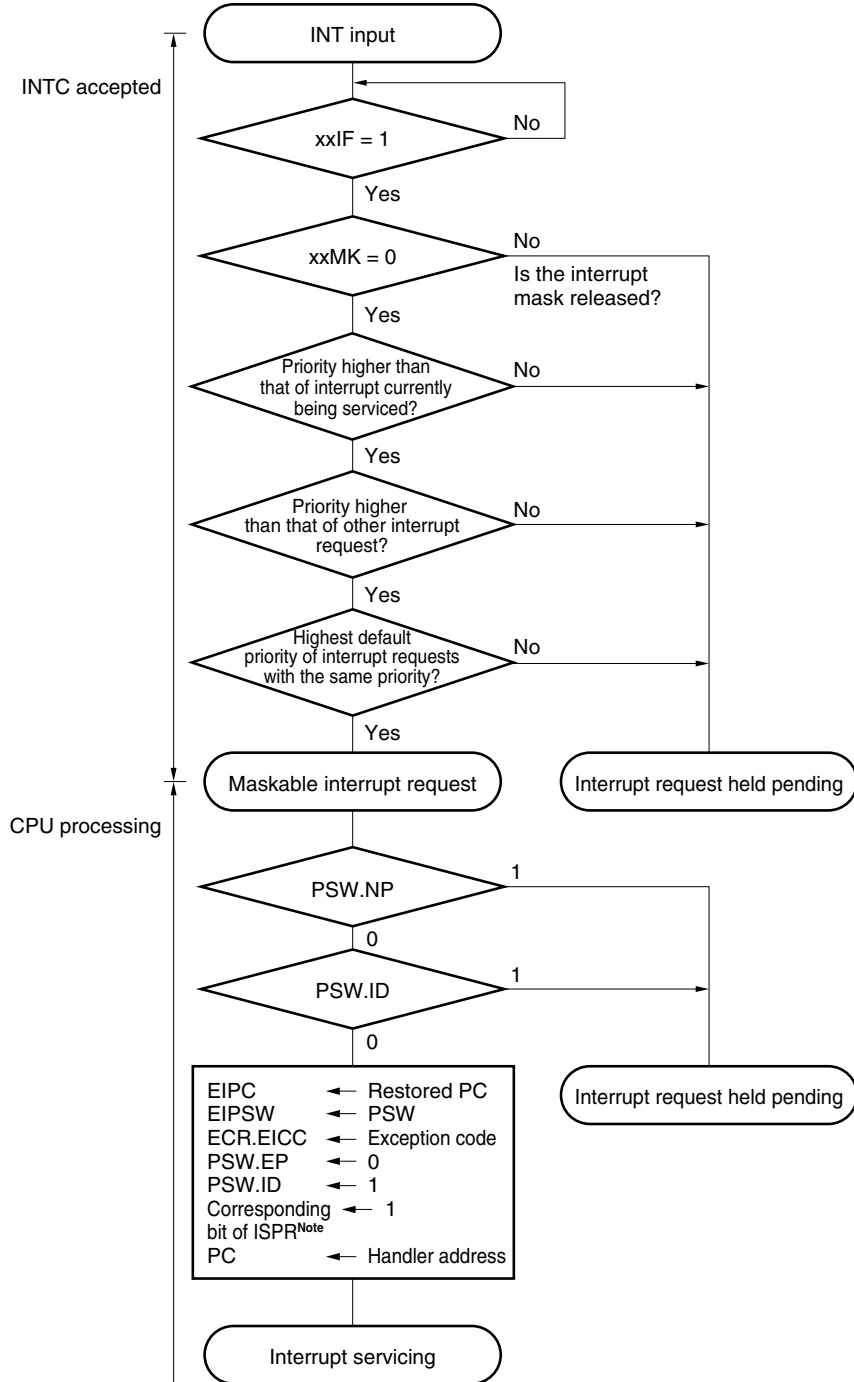 INT input
INTC accepted
xxIF = 1
No
Yes
xxMK = 0
No
Is the interrupt
mask released?
Yes
Priority higher than
that of interrupt currently
being serviced?
No
Yes
Priority higher
than that of other interrupt
request?
No
Yes
Highest default
priority of interrupt requests
with the same priority?
No
Yes
Maskable interrupt request
Interrupt request held pending
CPU processing
PSW.NP
1
0
PSW.ID
1
0
Interrupt request held pending
EIPC ← Restored PC
EIPSW ← PSW
ECR.EICC ← Exception code
PSW.EP ← 0
PSW.ID ← 1
Corresponding ← 1
bit of ISPRNote
PC ← Handler address
Interrupt servicing